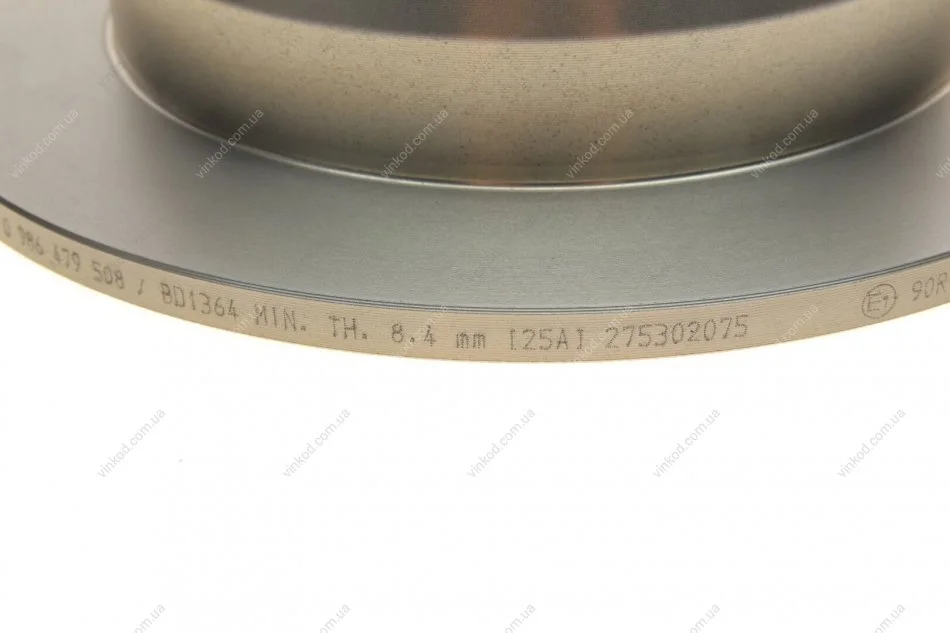 0 986 479 508 / BD1364 MIN. TH. 8.4 mm [25A] 275302075 E1 90R
vinkod.com.ua